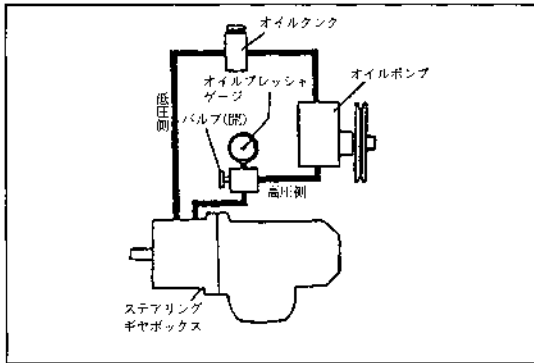 オイルタンク
オイルプレッシャ
ゲージ
オイルポンプ
低圧側
バルブ(開)
高圧側
ステアリング
ギヤボックス